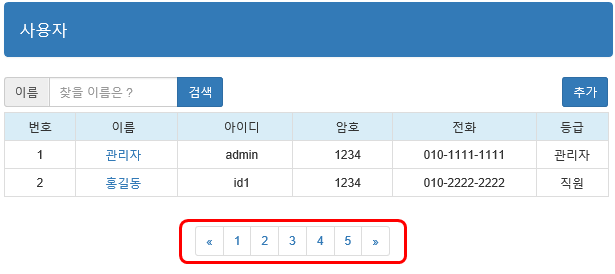 사용자
이름 찾을 이름은 ? 검색 추가
번호 이름 아이디 암호 전화 등급
1 관리자 admin 1234 010-1111-1111 관리자
2 홍길동 id1 1234 010-2222-2222 직원
« 1 2 3 4 5 »